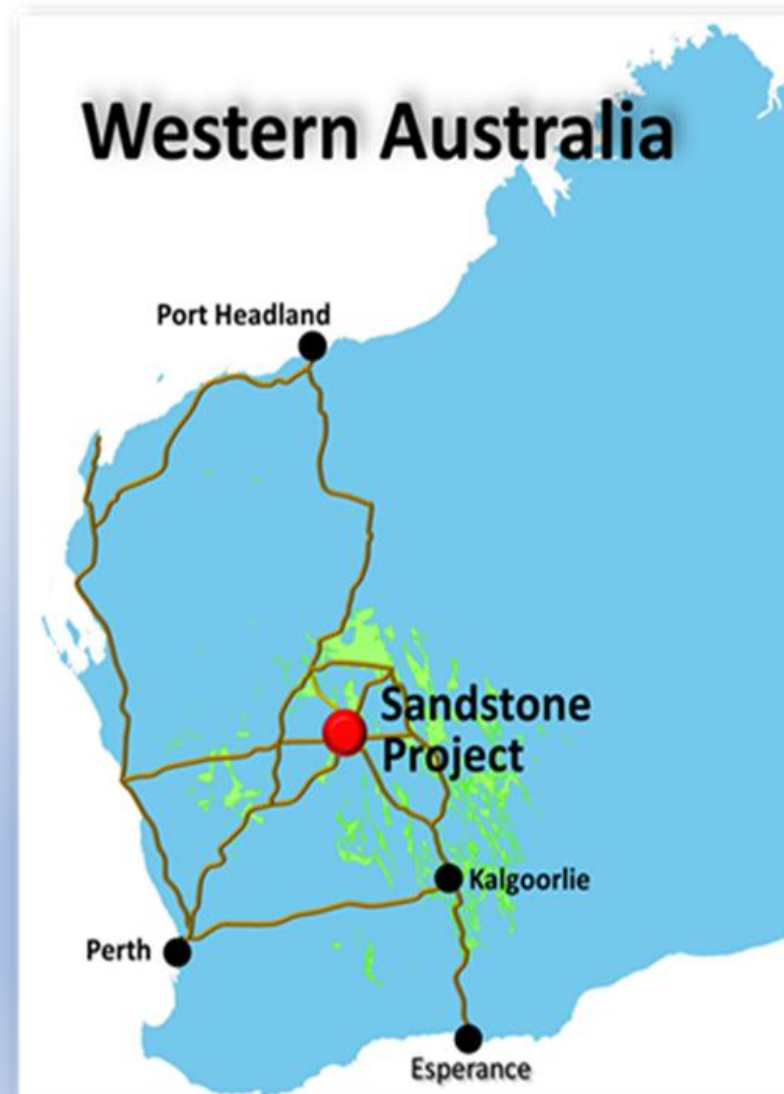 Western Australia
Port Headland
Sandstone
Project
Kalgoorlie
Perth
Esperance